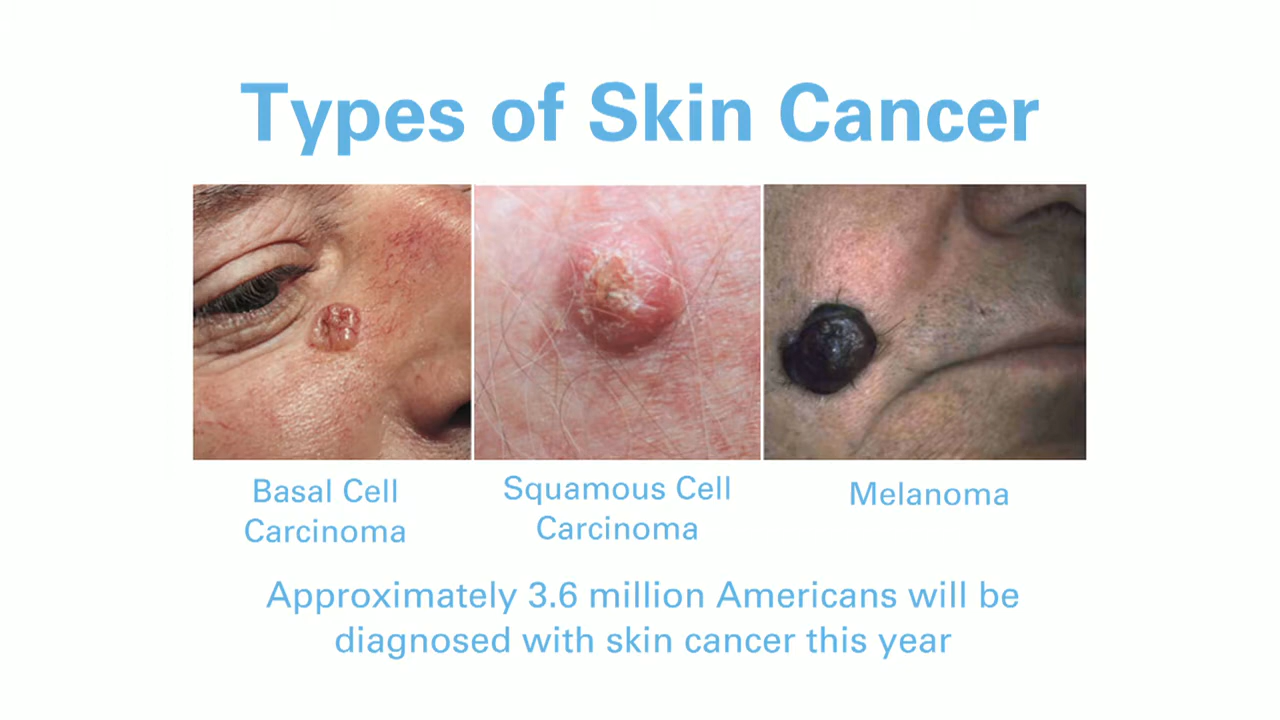 Types of Skin Cancer
Basal Cell
Carcinoma
Squamous Cell
Carcinoma
Melanoma
Approximately 3.6 million Americans will be
diagnosed with skin cancer this year